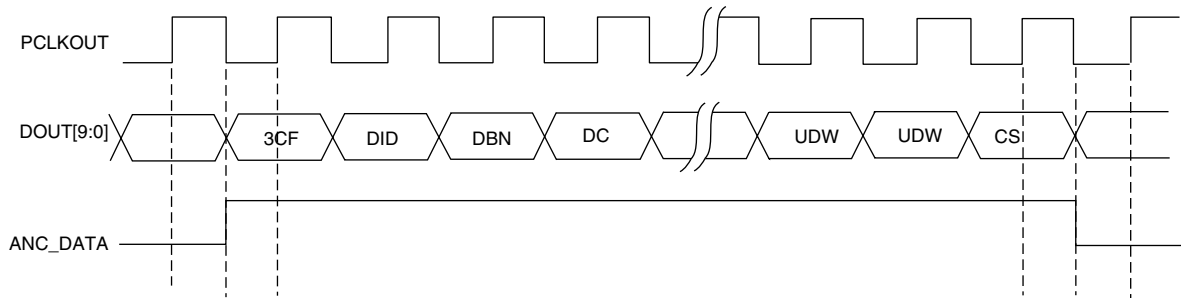 PCLKOUT
DOUT[9:0] 3CF DID DBN DC UDW UDW CS
ANC_DATA